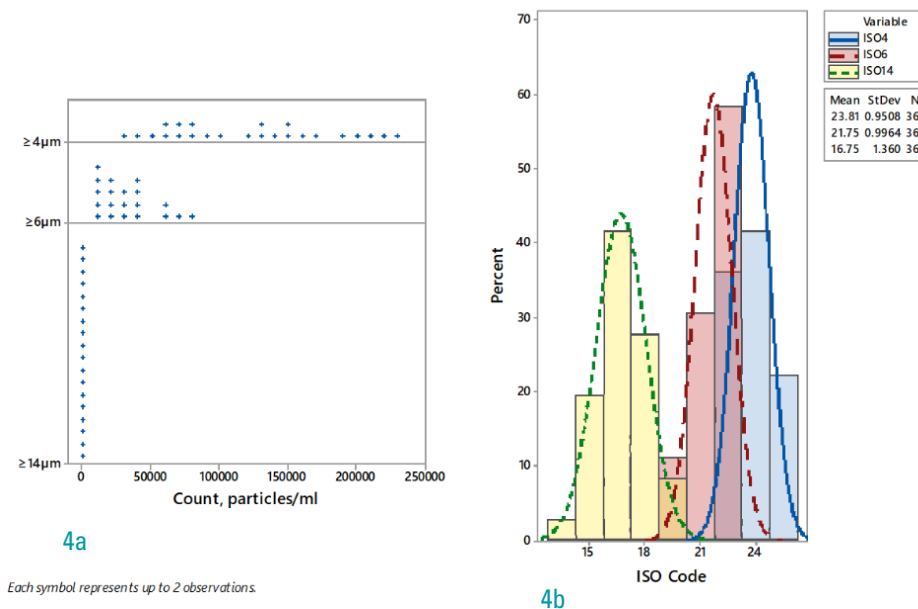 ≥4µm
≥6µm
≥14µm
0 50000 100000 150000 200000 250000
Count, particles/ml
4a
Each symbol represents up to 2 observations.
70
60
50
40
30
20
10
0
Percent
15 18 21 24
ISO Code
4b
Variable
ISO4
ISO6
ISO14
Mean StDev N
23.81 0.9508 36
21.75 0.9964 36
16.75 1.360 36